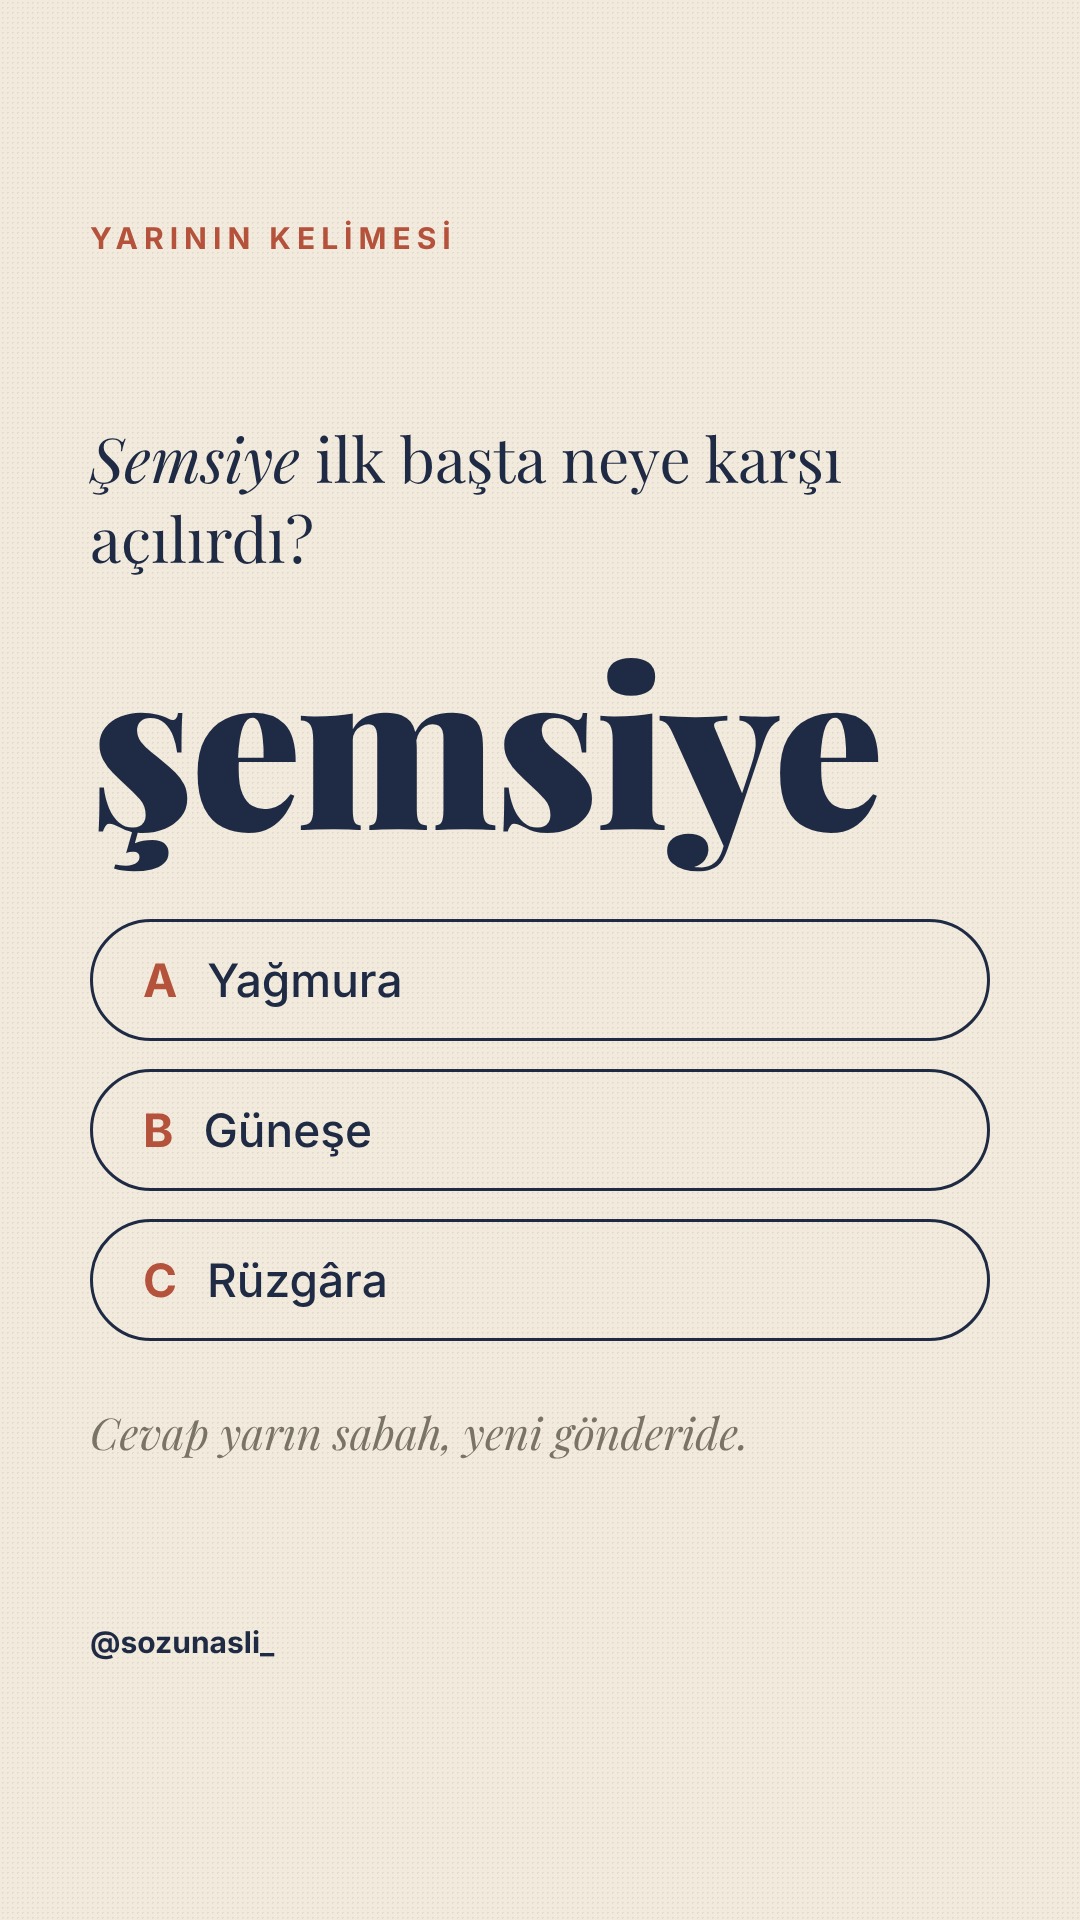 YARININ KELİMESİ
Şemsiye ilk başta neye karşı
açılırdı?
şemsiye
A Yağmura
B Güneşe
C Rüzgâra
Cevap yarın sabah, yeni gönderide.
@sozunasli_